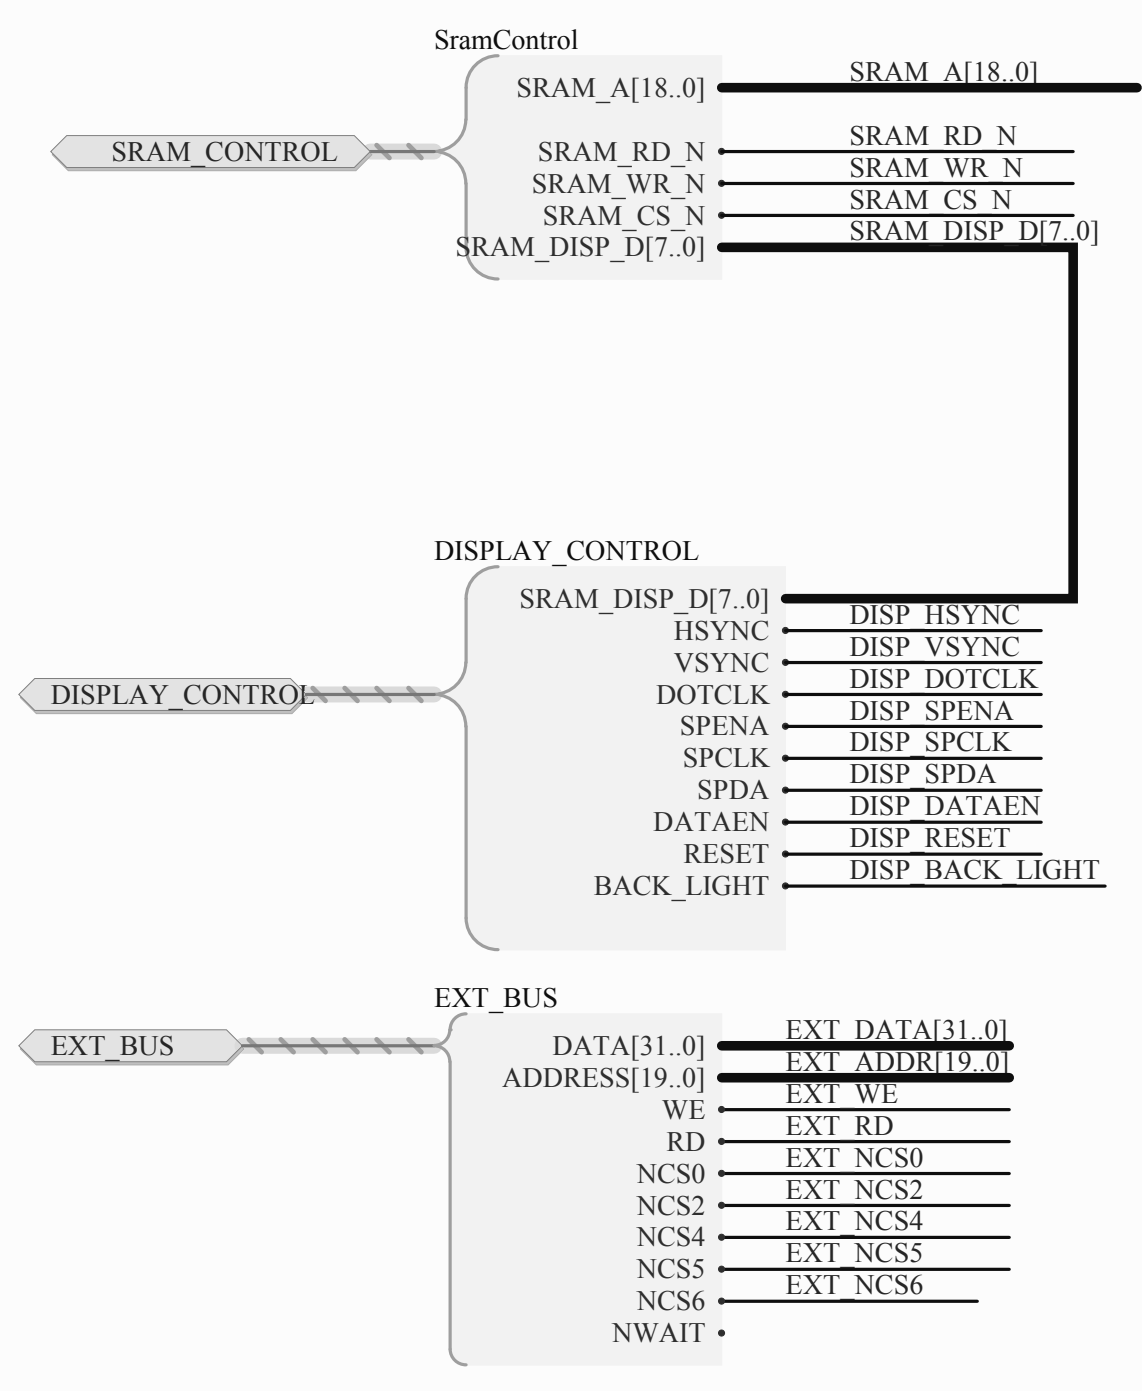 SramControl
SRAM_A[18..0] SRAM_A[18..0]
SRAM_CONTROL SRAM_RD_N SRAM_RD_N
SRAM_WR_N SRAM_WR_N
SRAM_CS_N SRAM_CS_N
SRAM_DISP_D[7..0] SRAM_DISP_D[7..0]
DISPLAY_CONTROL
SRAM_DISP_D[7..0]
HSYNC DISP_HSYNC
VSYNC DISP_VSYNC
DISPLAY_CONTROL DOTCLK DISP_DOTCLK
SPENA DISP_SPENA
SPCLK DISP_SPCLK
SPDA DISP_SPDA
DATAEN DISP_DATAEN
RESET DISP_RESET
BACK_LIGHT DISP_BACK_LIGHT
EXT_BUS
EXT_BUS DATA[31..0] EXT_DATA[31..0]
ADDRESS[19..0] EXT_ADDR[19..0]
WE EXT_WE
RD EXT_RD
NCS0 EXT_NCS0
NCS2 EXT_NCS2
NCS4 EXT_NCS4
NCS5 EXT_NCS5
NCS6 EXT_NCS6
NWAIT